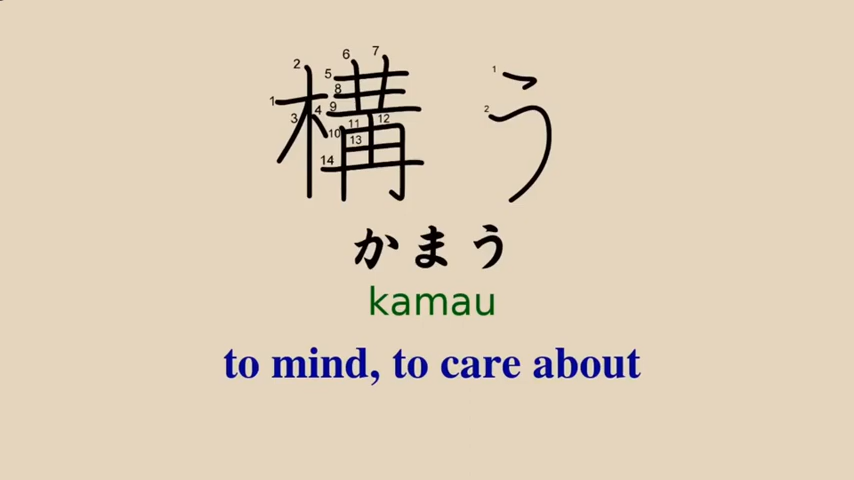 構う
かまう
kamau
to mind, to care about